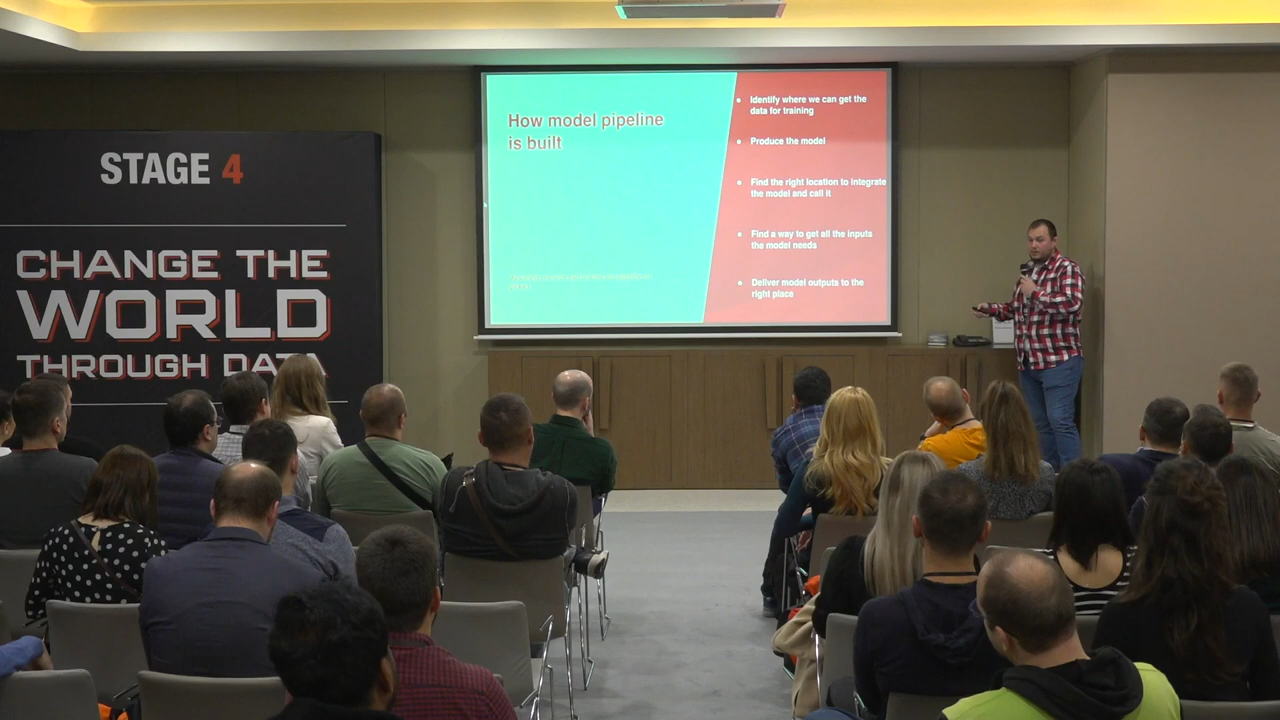 STAGE 4
CHANGE THE
WORLD
THROUGH DATA
How model pipeline
is built
Identify where we can get the
data for training
Produce the model
Find the right location to integrate
the model and call it
Find a way to get all the inputs
the model needs
Deliver model outputs to the
right place